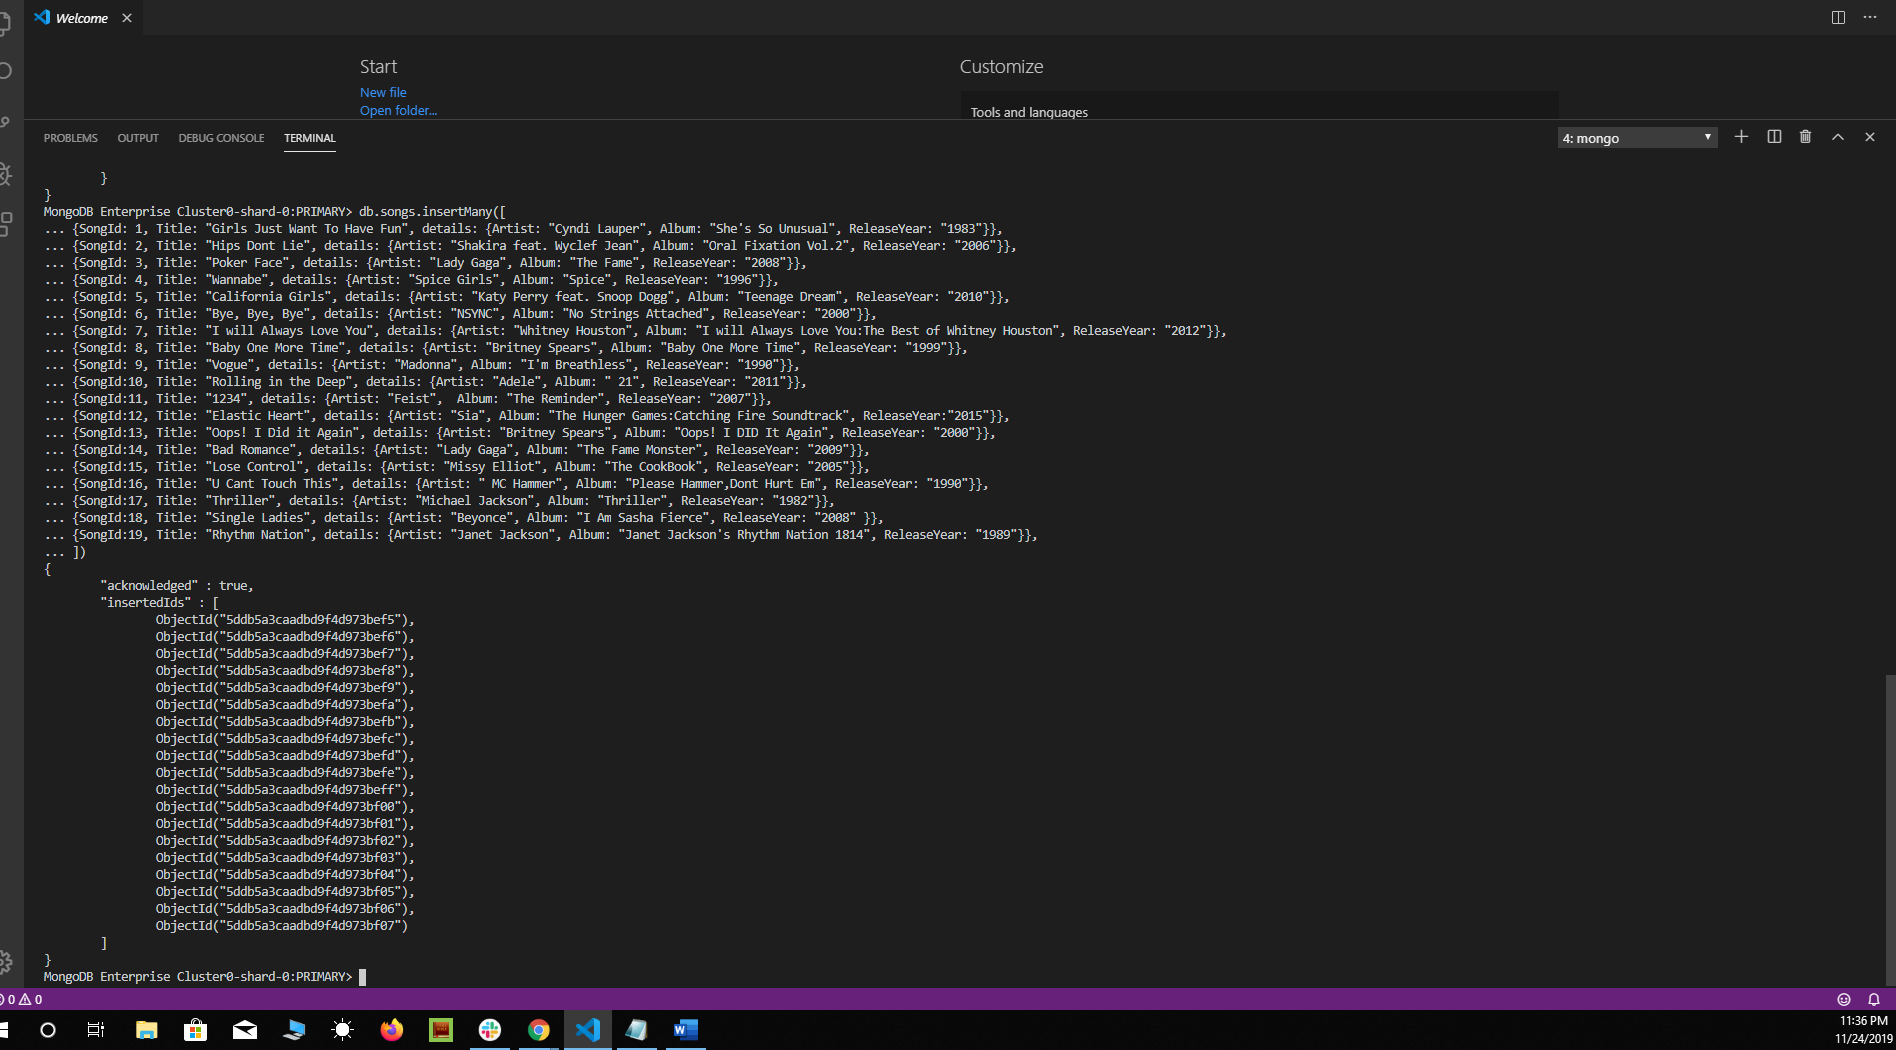 Welcome
Start
Customize
New file
Open folder...
Tools and languages
PROBLEMS OUTPUT DEBUG CONSOLE TERMINAL 4: mongo
}
}
MongoDB Enterprise Cluster0-shard-0:PRIMARY> db.songs.insertMany([
... {SongId: 1, Title: "Girls Just Want To Have Fun", details: {Artist: "Cyndi Lauper", Album: "She's So Unusual", ReleaseYear: "1983"}},
... {SongId: 2, Title: "Hips Dont Lie", details: {Artist: "Shakira feat. Wyclef Jean", Album: "Oral Fixation Vol.2", ReleaseYear: "2006"}},
... {SongId: 3, Title: "Poker Face", details: {Artist: "Lady Gaga", Album: "The Fame", ReleaseYear: "2008"}},
... {SongId: 4, Title: "Wannabe", details: {Artist: "Spice Girls", Album: "Spice", ReleaseYear: "1996"}},
... {SongId: 5, Title: "California Girls", details: {Artist: "Katy Perry feat. Snoop Dogg", Album: "Teenage Dream", ReleaseYear: "2010"}},
... {SongId: 6, Title: "Bye, Bye, Bye", details: {Artist: "NSYNC", Album: "No Strings Attached", ReleaseYear: "2000"}},
... {SongId: 7, Title: "I will Always Love You", details: {Artist: "Whitney Houston", Album: "I will Always Love You:The Best of Whitney Houston", ReleaseYear: "2012"}},
... {SongId: 8, Title: "Baby One More Time", details: {Artist: "Britney Spears", Album: "Baby One More Time", ReleaseYear: "1999"}},
... {SongId: 9, Title: "Vogue", details: {Artist: "Madonna", Album: "I'm Breathless", ReleaseYear: "1990"}},
... {SongId:10, Title: "Rolling in the Deep", details: {Artist: "Adele", Album: " 21", ReleaseYear: "2011"}},
... {SongId:11, Title: "1234", details: {Artist: "Feist",  Album: "The Reminder", ReleaseYear: "2007"}},
... {SongId:12, Title: "Elastic Heart", details: {Artist: "Sia", Album: "The Hunger Games:Catching Fire Soundtrack", ReleaseYear:"2015"}},
... {SongId:13, Title: "Oops! I Did it Again", details: {Artist: "Britney Spears", Album: "Oops! I DID It Again", ReleaseYear: "2000"}},
... {SongId:14, Title: "Bad Romance", details: {Artist: "Lady Gaga", Album: "The Fame Monster", ReleaseYear: "2009"}},
... {SongId:15, Title: "Lose Control", details: {Artist: "Missy Elliot", Album: "The CookBook", ReleaseYear: "2005"}},
... {SongId:16, Title: "U Cant Touch This", details: {Artist: " MC Hammer", Album: "Please Hammer,Dont Hurt Em", ReleaseYear: "1990"}},
... {SongId:17, Title: "Thriller", details: {Artist: "Michael Jackson", Album: "Thriller", ReleaseYear: "1982"}},
... {SongId:18, Title: "Single Ladies", details: {Artist: "Beyonce", Album: "I Am Sasha Fierce", ReleaseYear: "2008" }},
... {SongId:19, Title: "Rhythm Nation", details: {Artist: "Janet Jackson", Album: "Janet Jackson's Rhythm Nation 1814", ReleaseYear: "1989"}},
... ])
{
"acknowledged" : true,
"insertedIds" : [
ObjectId("5ddb5a3caadbd9f4d973bef5"),
ObjectId("5ddb5a3caadbd9f4d973bef6"),
ObjectId("5ddb5a3caadbd9f4d973bef7"),
ObjectId("5ddb5a3caadbd9f4d973bef8"),
ObjectId("5ddb5a3caadbd9f4d973bef9"),
ObjectId("5ddb5a3caadbd9f4d973befa"),
ObjectId("5ddb5a3caadbd9f4d973befb"),
ObjectId("5ddb5a3caadbd9f4d973befc"),
ObjectId("5ddb5a3caadbd9f4d973befd"),
ObjectId("5ddb5a3caadbd9f4d973befe"),
ObjectId("5ddb5a3caadbd9f4d973beff"),
ObjectId("5ddb5a3caadbd9f4d973bf00"),
ObjectId("5ddb5a3caadbd9f4d973bf01"),
ObjectId("5ddb5a3caadbd9f4d973bf02"),
ObjectId("5ddb5a3caadbd9f4d973bf03"),
ObjectId("5ddb5a3caadbd9f4d973bf04"),
ObjectId("5ddb5a3caadbd9f4d973bf05"),
ObjectId("5ddb5a3caadbd9f4d973bf06"),
ObjectId("5ddb5a3caadbd9f4d973bf07")
]
}
MongoDB Enterprise Cluster0-shard-0:PRIMARY>
0 0
11:36 PM
11/24/2019